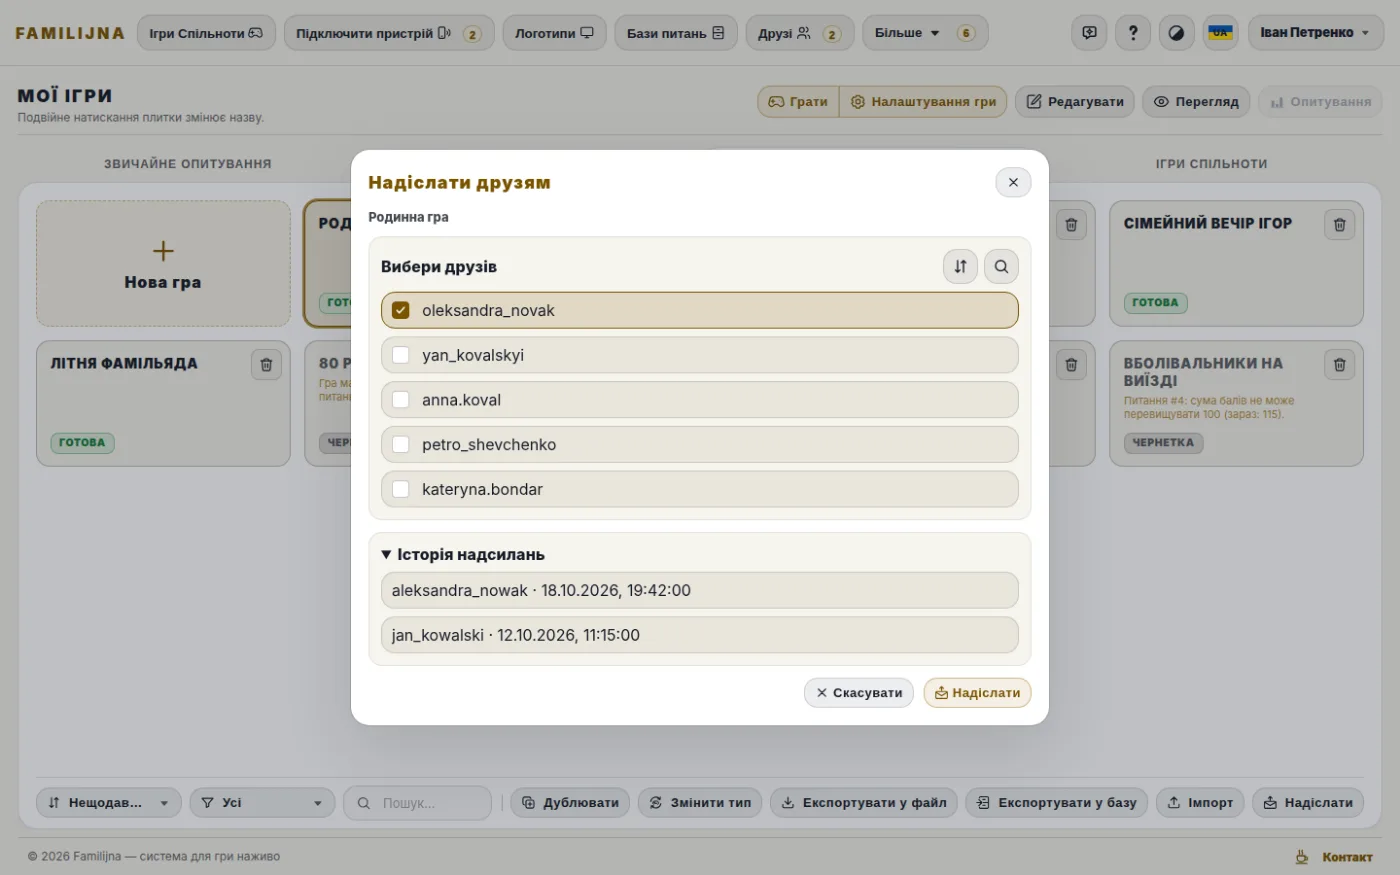 FAMILIJNA
Ігри Спільноти
Підключити пристрій 2
Логотипи
Бази питань
Друзі 2
Більше 6
?
UA
Іван Петренко
МОЇ ІГРИ
Подвійне натискання плитки змінює назву.
Грати
Налаштування гри
Редагувати
Перегляд
Опитування
ЗВИЧАЙНЕ ОПИТУВАННЯ
ІГРИ СПІЛЬНОТИ
Нова гра
СІМЕЙНИЙ ВЕЧІР ІГОР
ГОТОВА
ЛІТНЯ ФАМІЛЬЯДА
ГОТОВА
80 Р
Гра ма
питан
ВБОЛІВАЛЬНИКИ НА
ВИЇЗДІ
Питання #4: сума балів не може
перевищувати 100 (зараз: 115).
ЧЕРНЕТКА
Надіслати друзям
Родинна гра
Вибери друзів
oleksandra_novak
yan_kovalskyi
anna.koval
petro_shevchenko
kateryna.bondar
Історія надсилань
aleksandra_nowak · 18.10.2026, 19:42:00
jan_kowalski · 12.10.2026, 11:15:00
Скасувати
Надіслати
Нещодав...
Усі
Пошук...
Дублювати
Змінити тип
Експортувати у файл
Експортувати у базу
Імпорт
Надіслати
© 2026 Familijna — система для гри наживо
Контакт